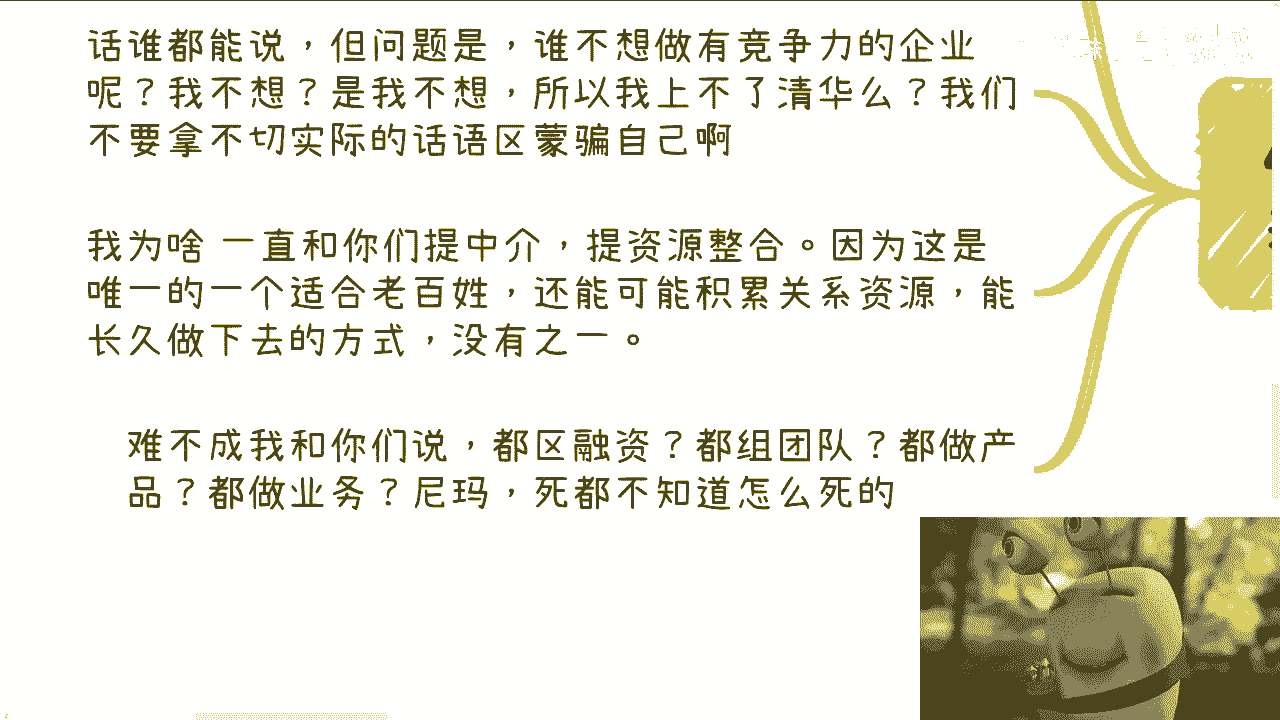 话谁都能说，但问题是，谁不想做有竞争力的企业
呢？我不想？是我不想，所以我上不了清华么？我们
不要拿不切实际的话语区蒙骗自己啊
我为啥 一直和你们提中介，提资源整合。因为这是
唯一的一个适合老百姓，还能可能积累关系资源，能
长久做下去的方式，没有之一。
难不成我和你们说，都区融资？都组团队？都做产
品？都做业务？尼玛，死都不知道怎么死的